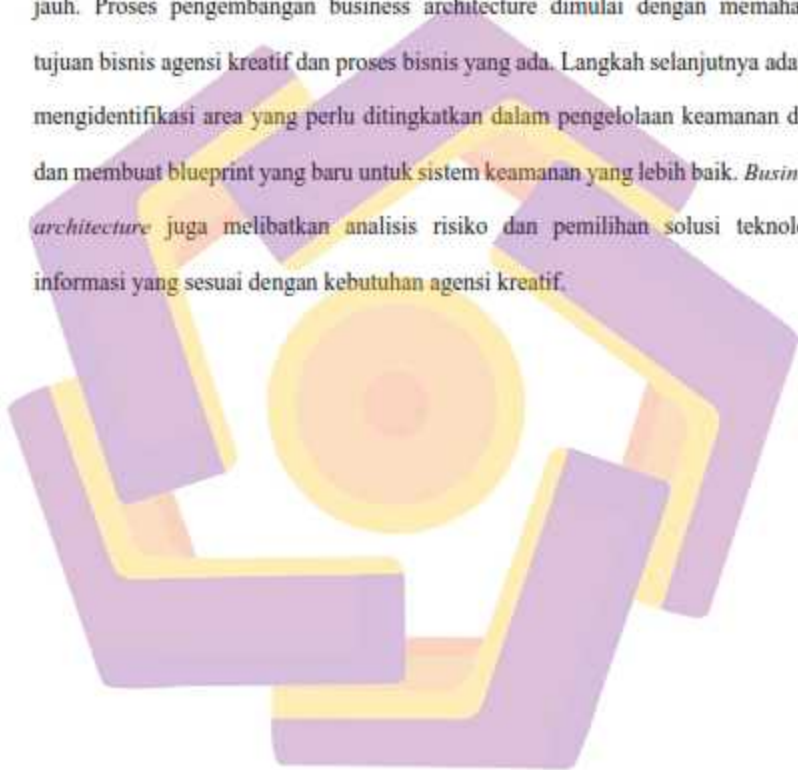 jauh. Proses pengembangan business architecture dimulai dengan memaha
tujuan bisnis agensi kreatif dan proses bisnis yang ada. Langkah selanjutnya ada
mengidentifikasi area yang perlu ditingkatkan dalam pengelolaan keamanan d
dan membuat blueprint yang baru untuk sistem keamanan yang lebih baik. Busin
architecture juga melibatkan analisis risiko dan pemilihan solusi teknol
informasi yang sesuai dengan kebutuhan agensi kreatif.